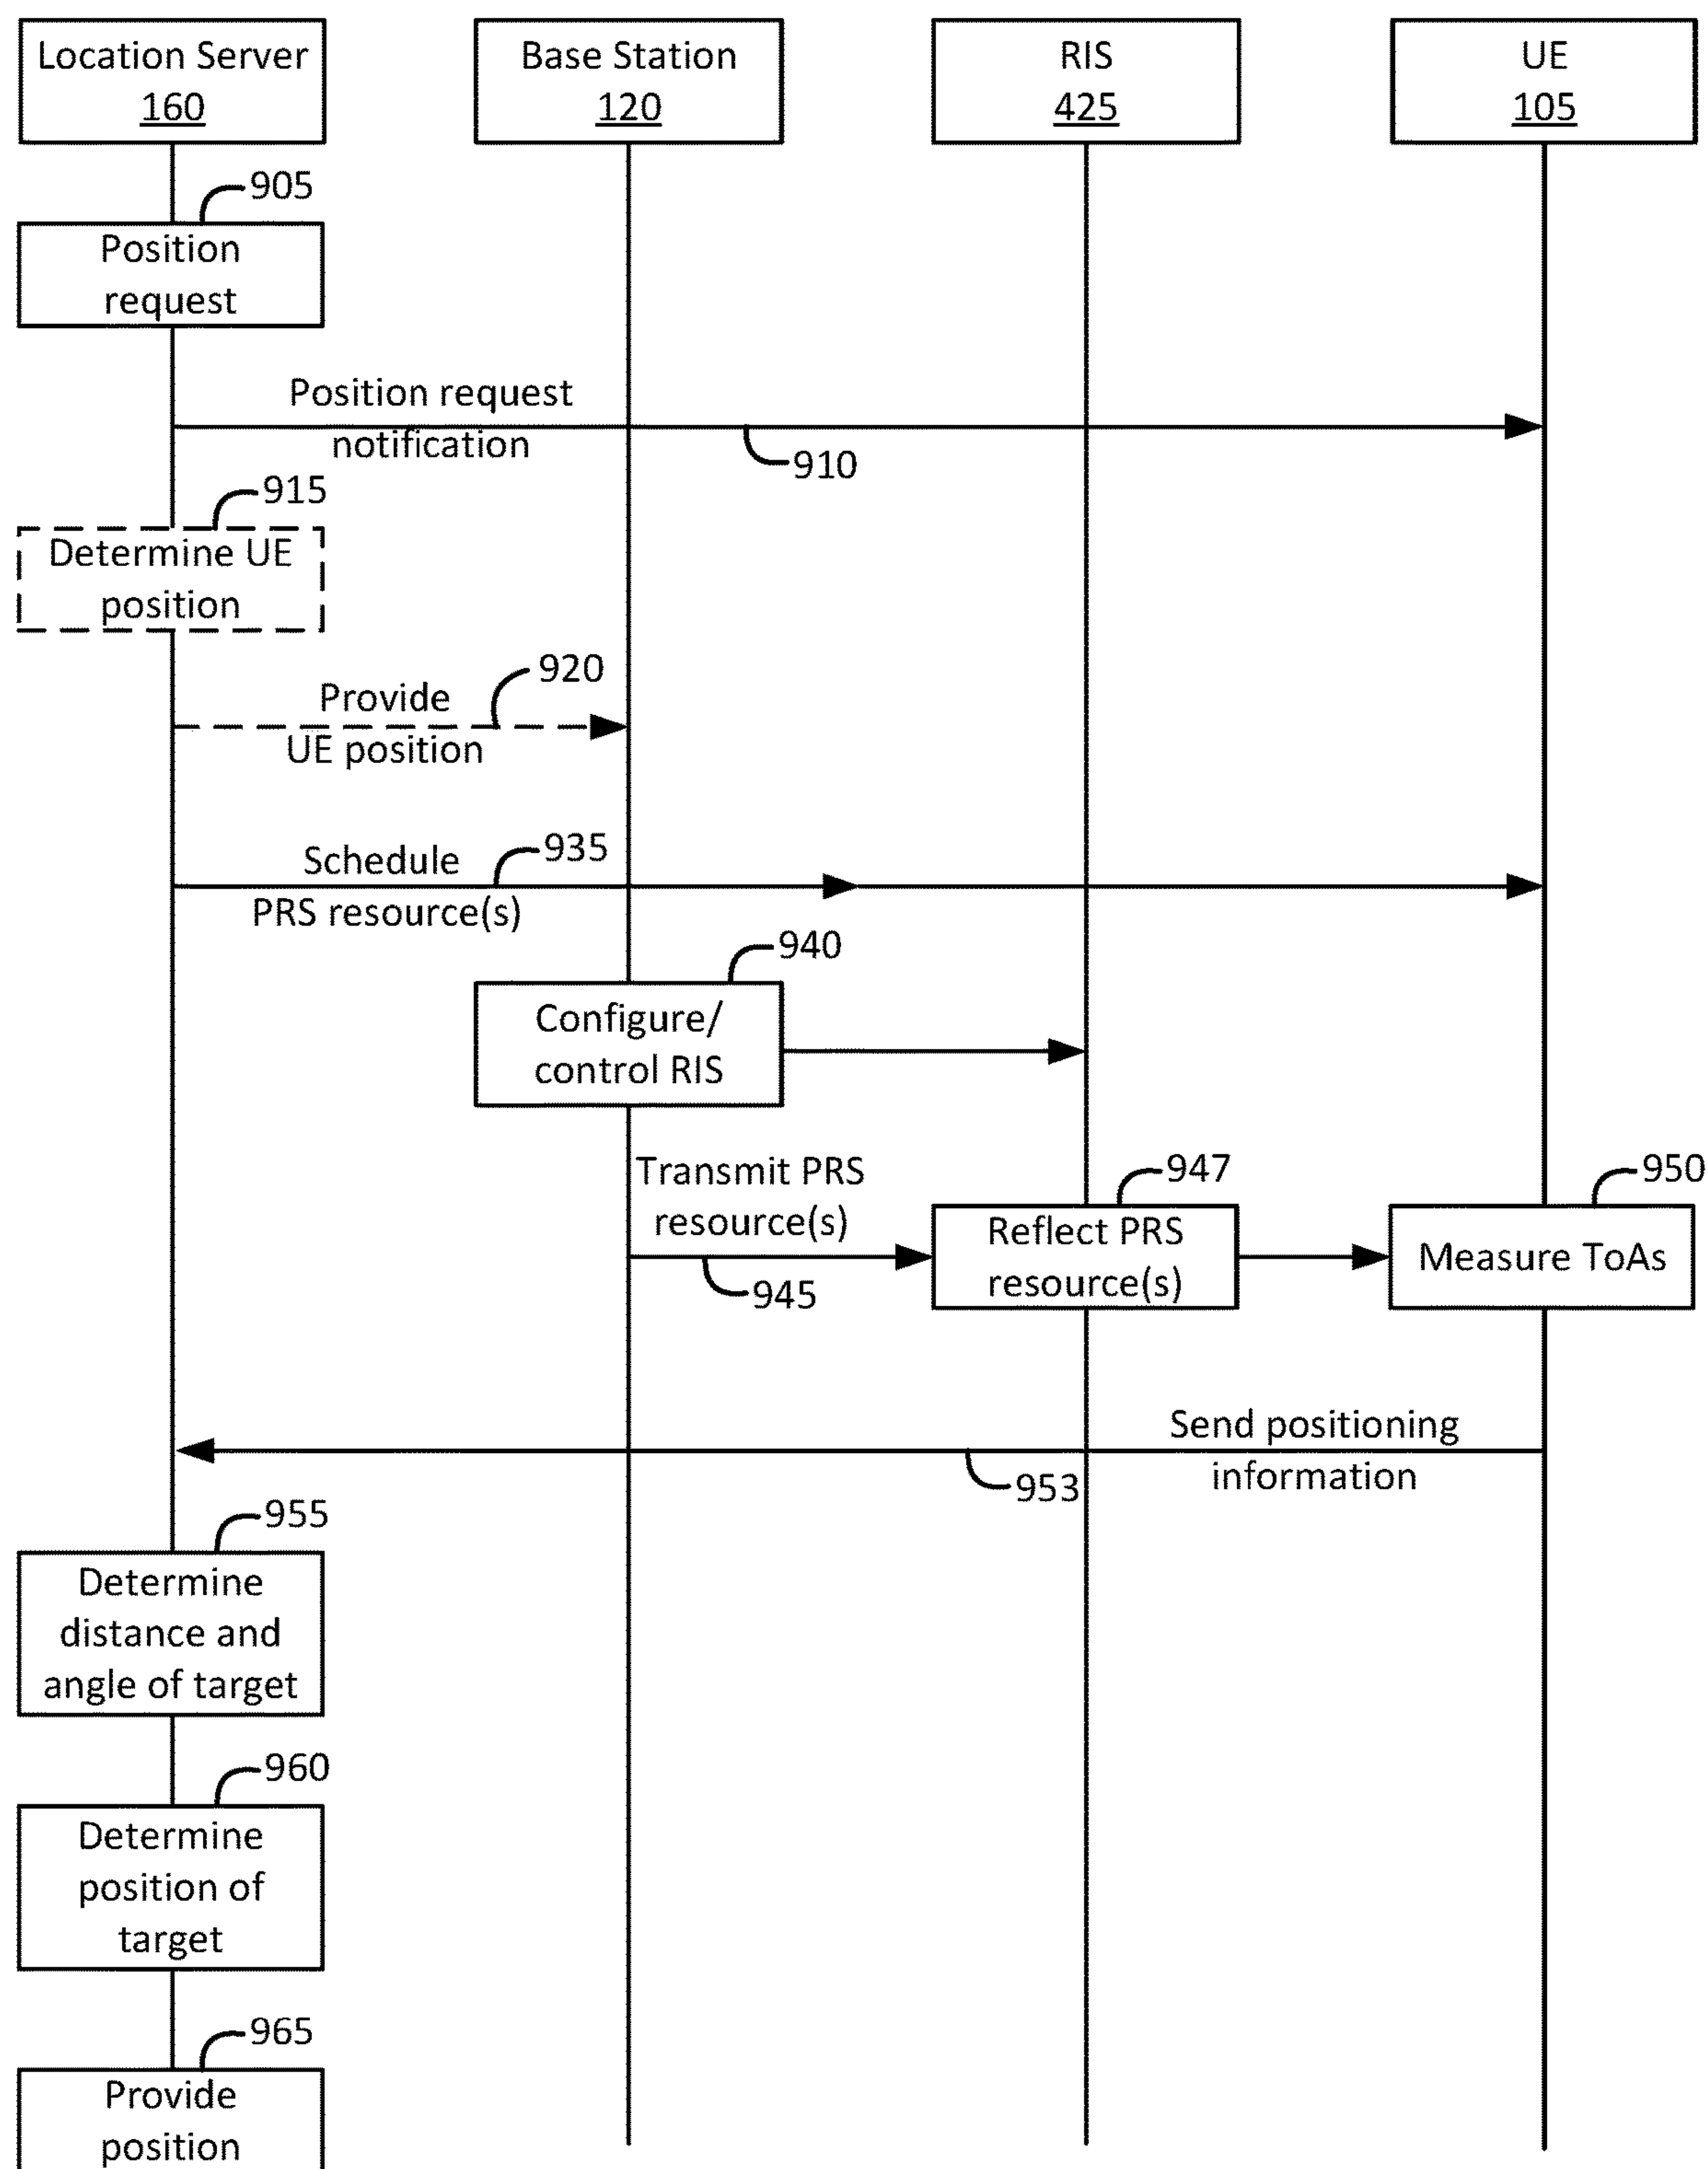 Location Server
160
Base Station
120
RIS
425
UE
105
905
Position
request
Position request
notification
910
915
Determine UE
position
920
Provide
UE position
935
Schedule
PRS resource(s)
940
Configure/
control RIS
Transmit PRS
resource(s)
945
947
Reflect PRS
resource(s)
950
Measure ToAs
Send positioning
information
953
955
Determine
distance and
angle of target
960
Determine
position of
target
965
Provide
position